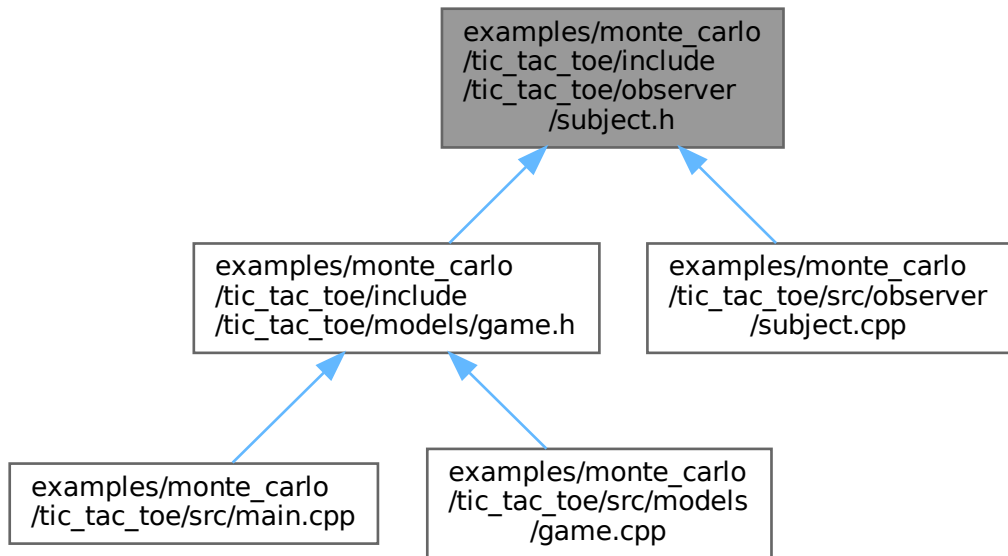 examples/monte_carlo
/tic_tac_toe/include
/tic_tac_toe/observer
/subject.h
examples/monte_carlo
/tic_tac_toe/include
/tic_tac_toe/models/game.h
examples/monte_carlo
/tic_tac_toe/src/observer
/subject.cpp
examples/monte_carlo
/tic_tac_toe/src/main.cpp
examples/monte_carlo
/tic_tac_toe/src/models
/game.cpp